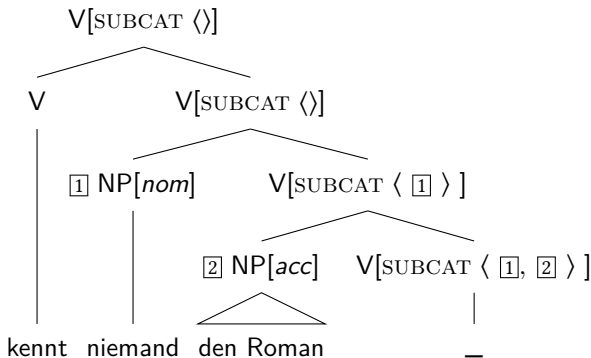 V[SUBCAT ⟨⟩]
V V[SUBCAT ⟨⟩]
1 NP[nom] V[SUBCAT ⟨ 1 ⟩ ]
2 NP[acc] V[SUBCAT ⟨ 1, 2 ⟩ ]
kennt niemand den Roman _